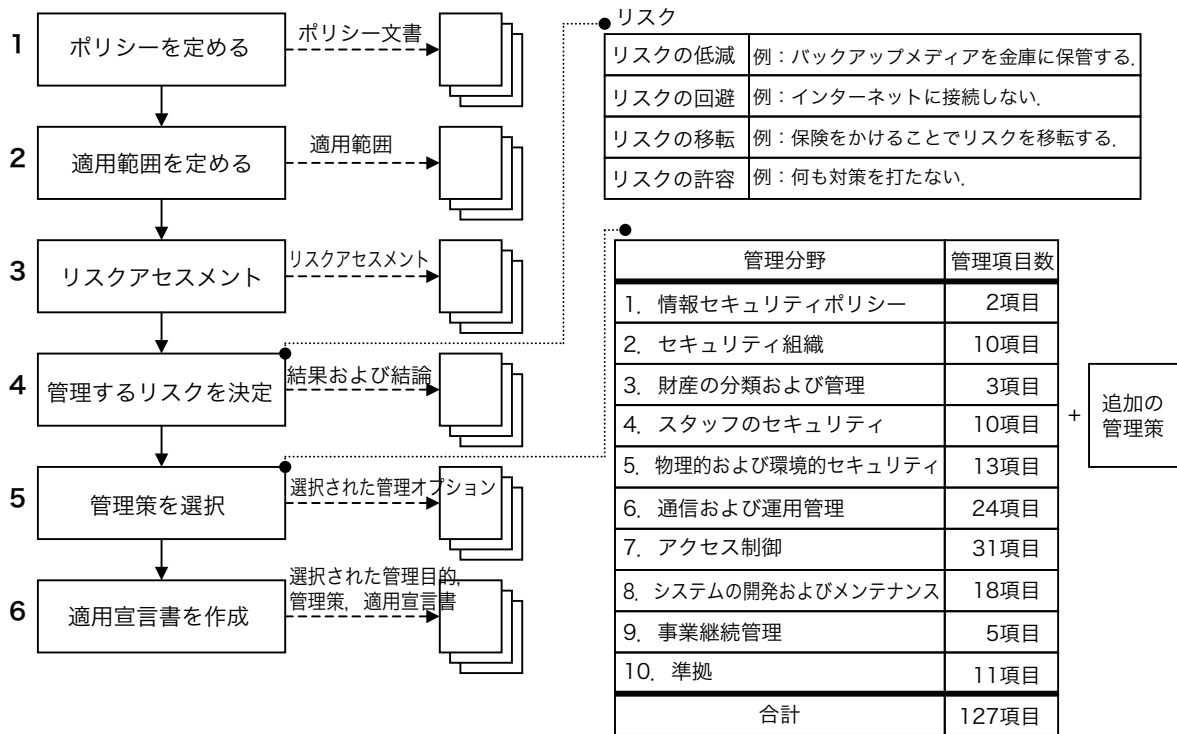 1
ポリシーを定める
ポリシー文書
2
適用範囲を定める
適用範囲
3
リスクアセスメント
リスクアセスメント
4
管理するリスクを決定
結果および結論
5
管理策を選択
選択された管理オプション
6
適用宣言書を作成
選択された管理目的,
管理策, 適用宣言書
リスク
リスクの低減 例:バックアップメディアを金庫に保管する.
リスクの回避 例:インターネットに接続しない.
リスクの移転 例:保険をかけることでリスクを移転する.
リスクの許容 例:何も対策を打たない.
管理分野 管理項目数
1. 情報セキュリティポリシー 2項目
2. セキュリティ組織 10項目
3. 財産の分類および管理 3項目
4. スタッフのセキュリティ 10項目
5. 物理的および環境的セキュリティ 13項目
6. 通信および運用管理 24項目
7. アクセス制御 31項目
8. システムの開発およびメンテナンス 18項目
9. 事業継続管理 5項目
10. 準拠 11項目
合計 127項目
+
追加の
管理策